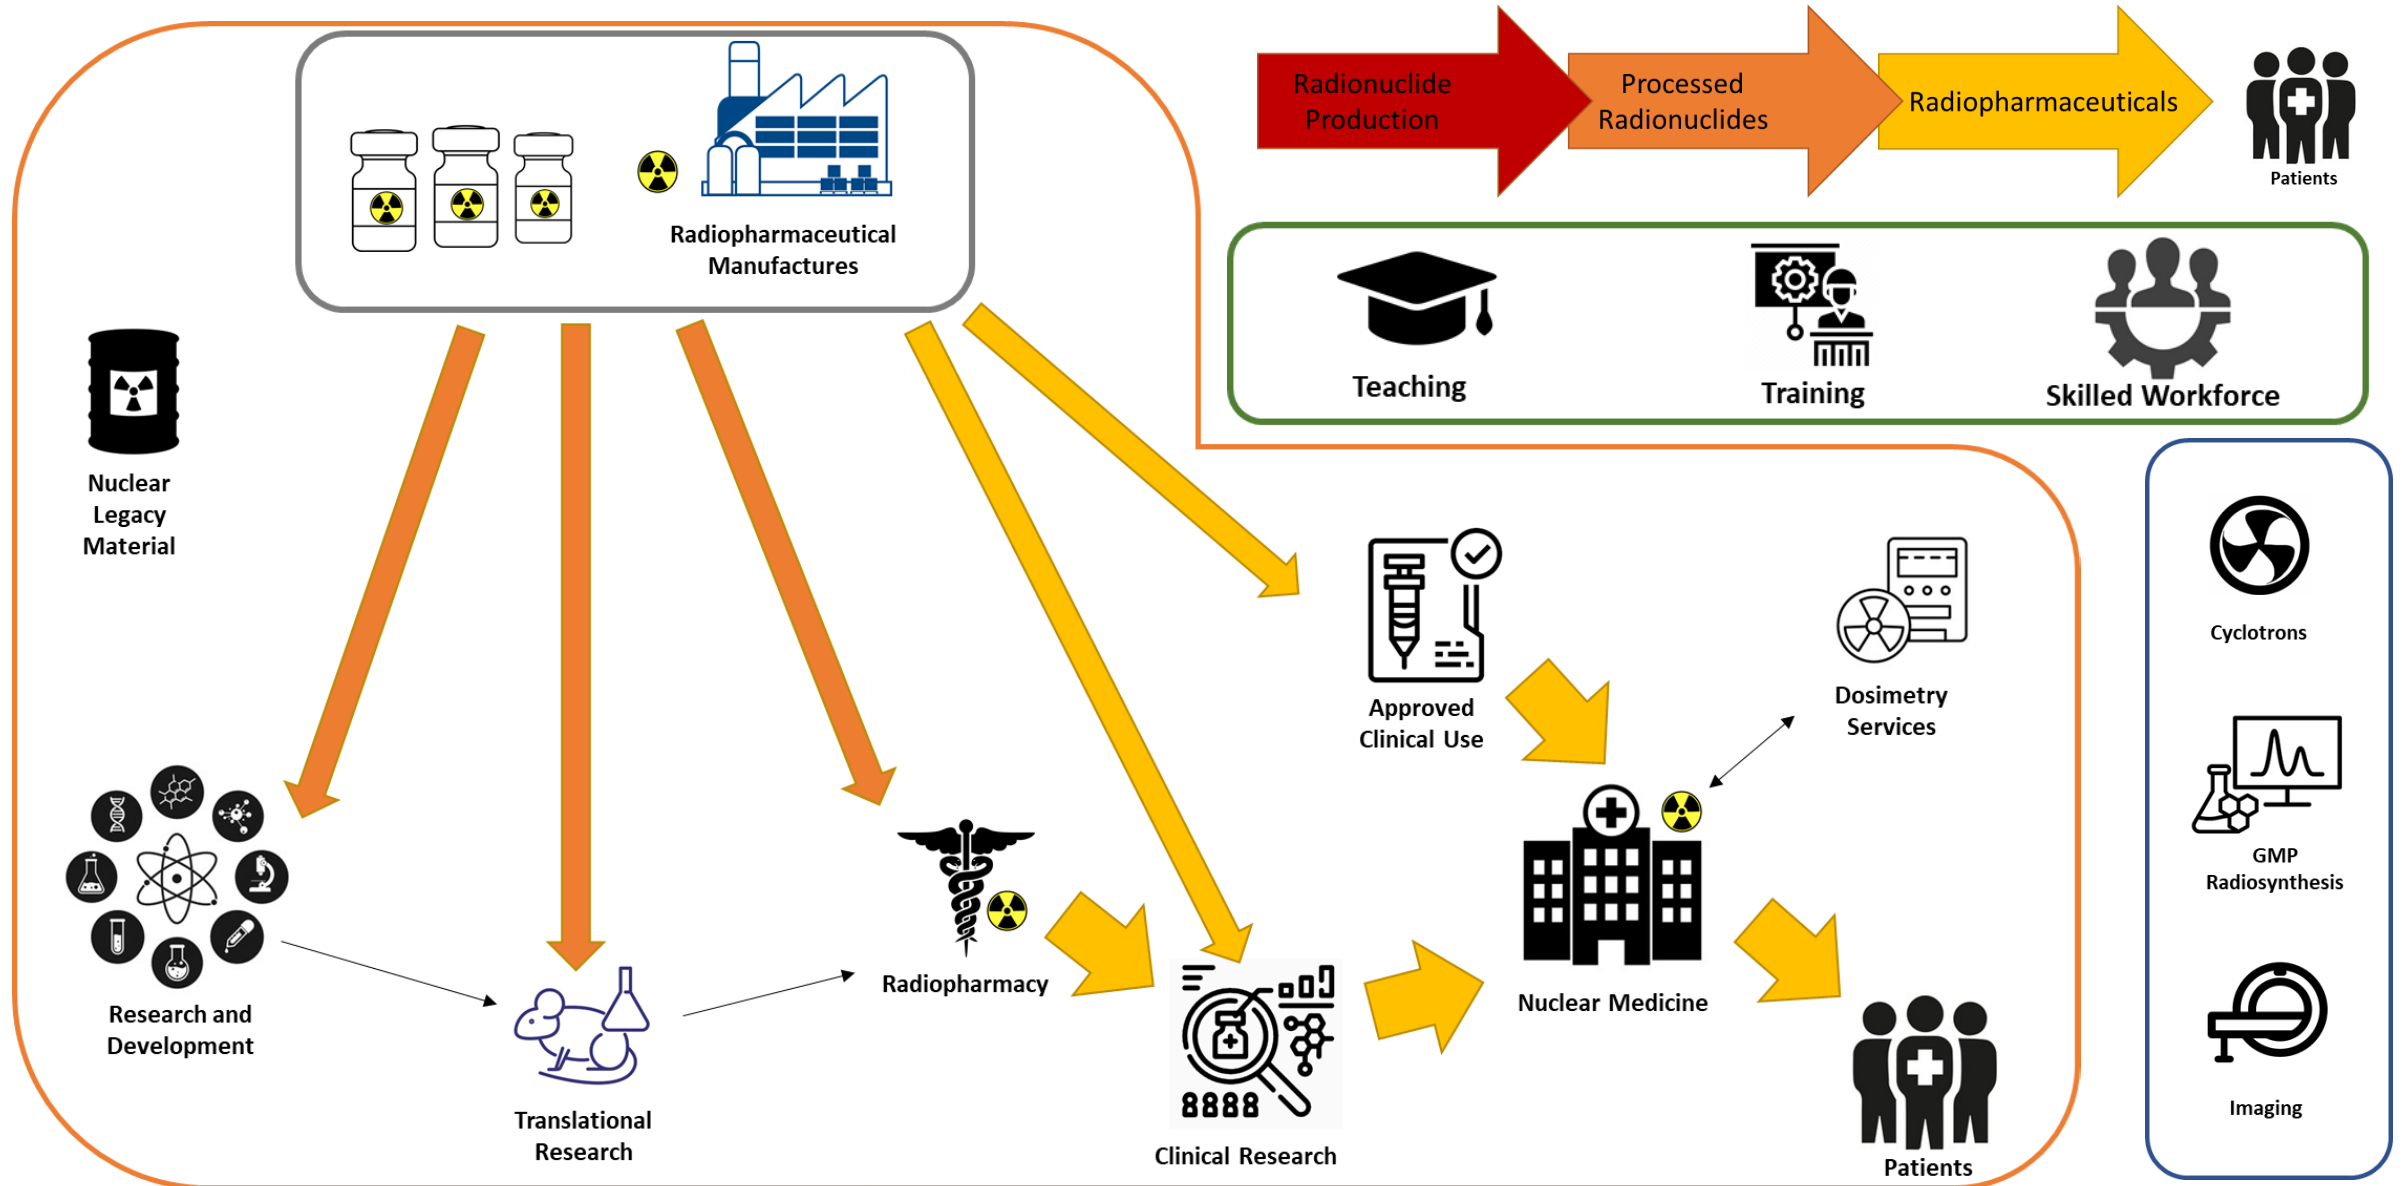 Radionuclide
Production
Processed
Radionuclides
Radiopharmaceuticals
Patients
Radiopharmaceutical
Manufactures
Teaching
Training
Skilled Workforce
Nuclear
Legacy
Material
Cyclotrons
Approved
Clinical Use
Dosimetry
Services
GMP
Radiosynthesis
Research and
Development
Radiopharmacy
Nuclear Medicine
Imaging
Translational
Research
Clinical Research
Patients